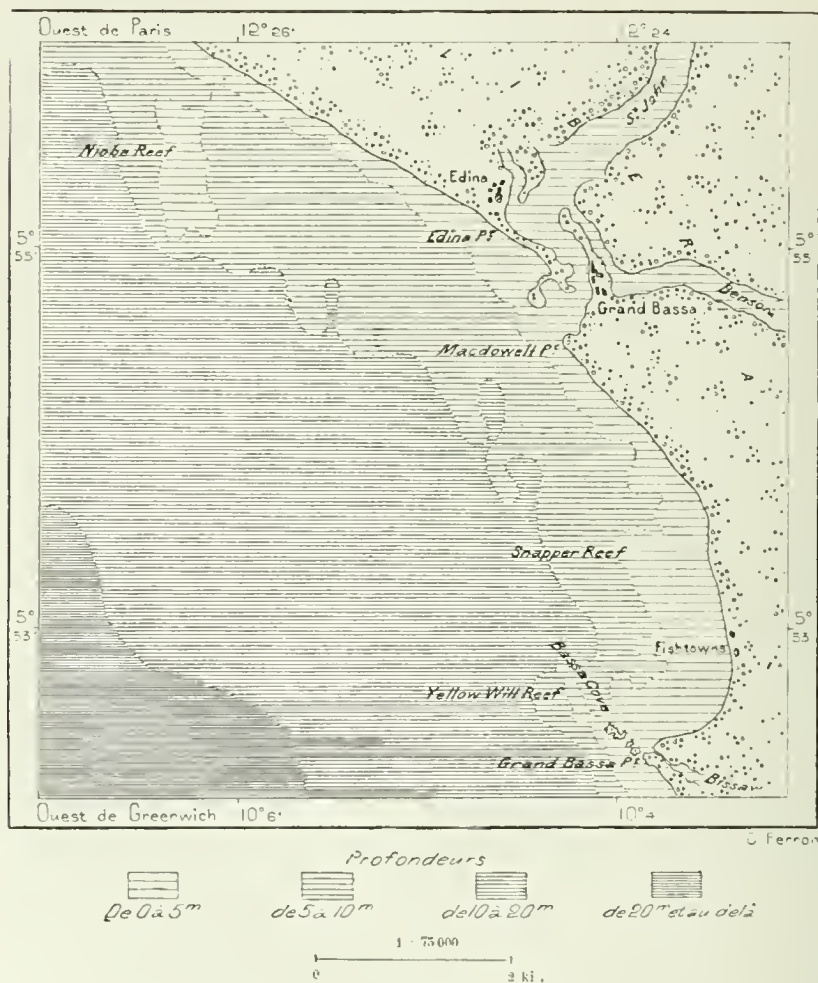 Ouest de Paris 12° 26' 2° 24
Niobe Reef
St John
Edina
Edina Pt
5° 55
5° 55
Benson
Grand Bassa
Macdowell Pt
L I B E R I A
Snapper Reef
5° 53
5° 53
Fishtowns
Bassa Cove
Yellow Will Reef
Grand Bassa Pt
Bissaw
Ouest de Greenwich 10° 6' 10° 4
C Perron
Profondeurs
De 0 à 5m
de 5 à 10m
de 10 à 20m
de 20m et au delà
1 : 75 000
0 2 ki.